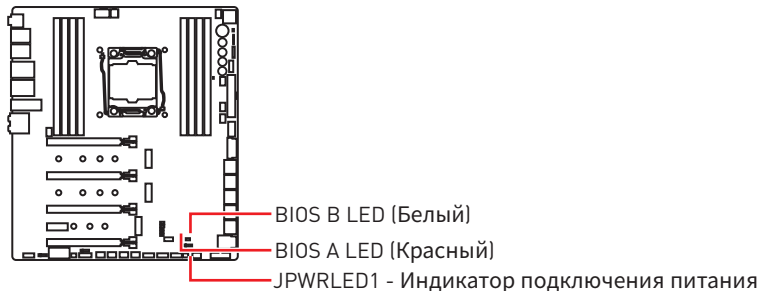 BIOS B LED (Белый)
BIOS A LED (Красный)
JPWRLED1 - Индикатор подключения питания